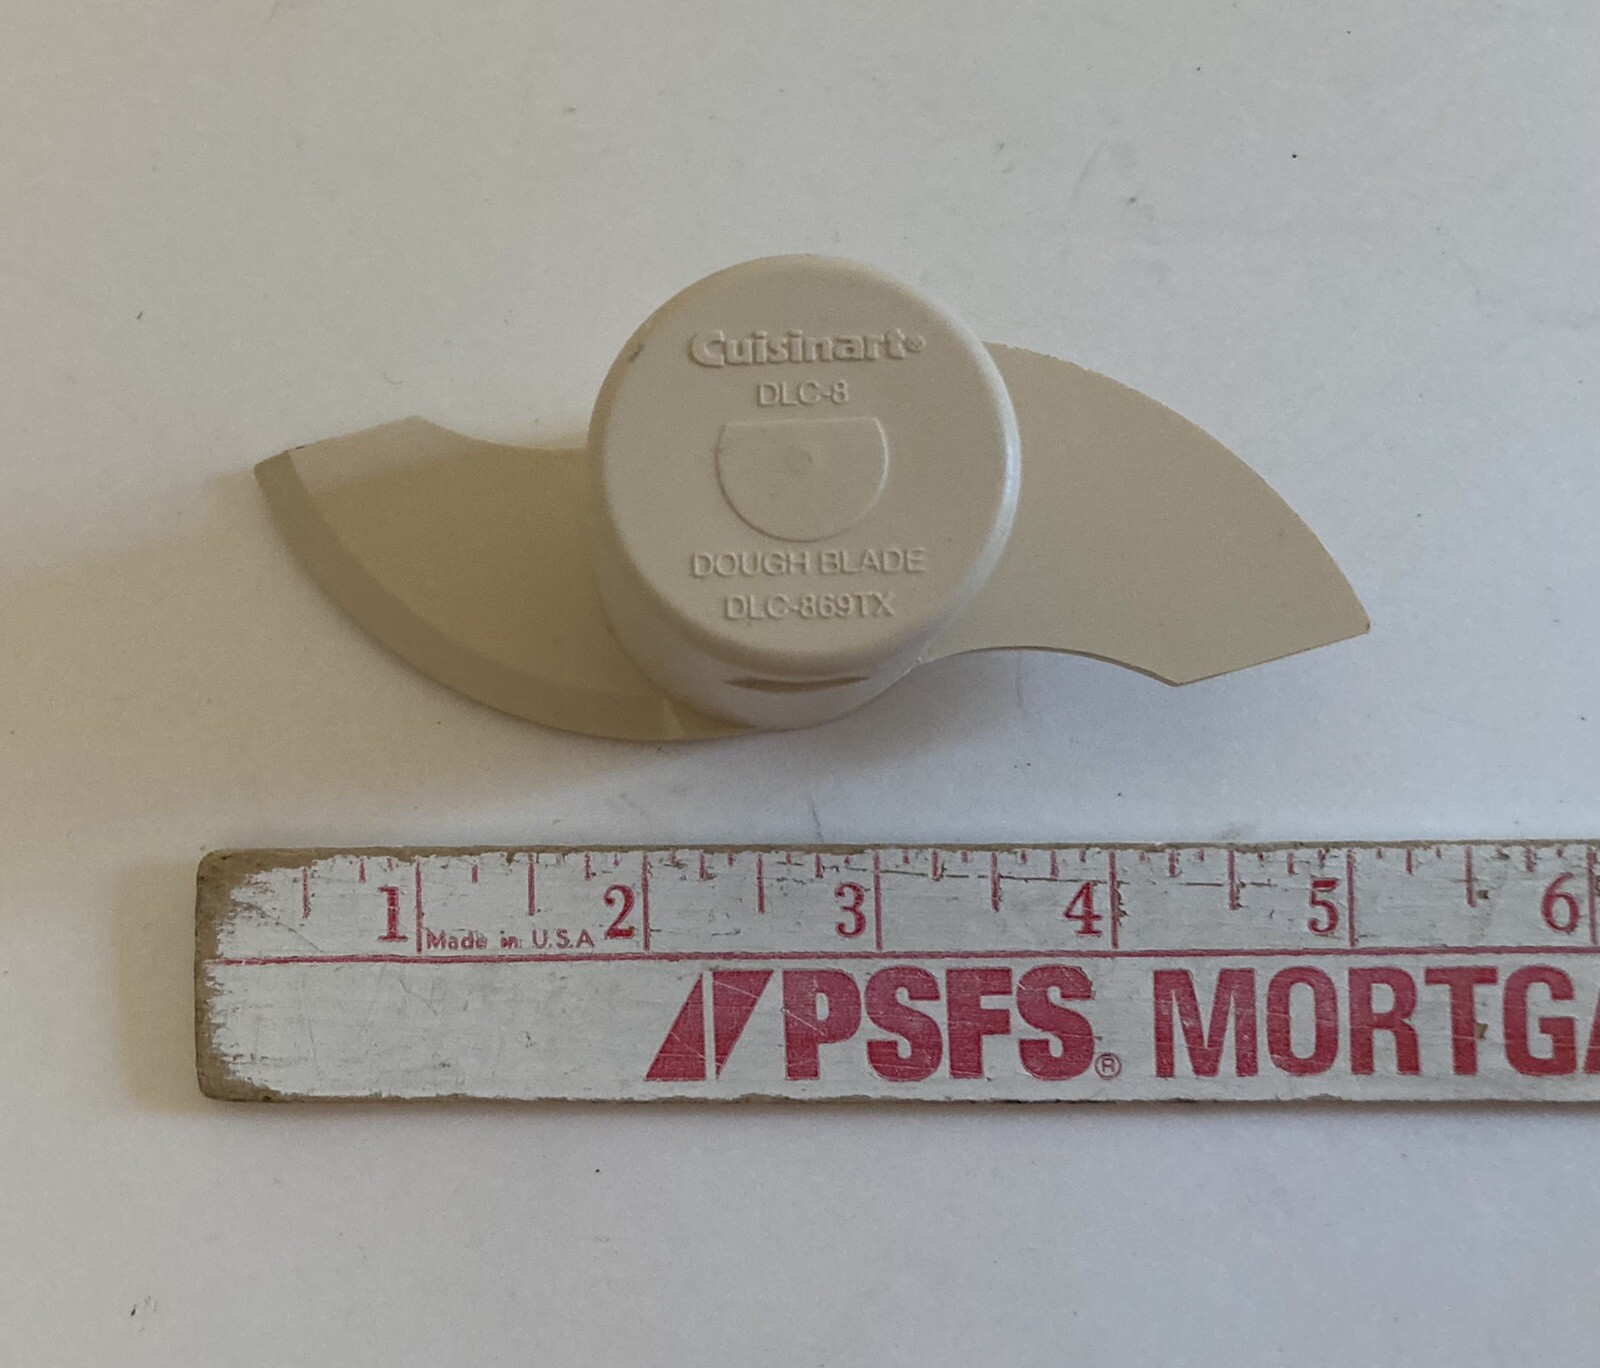 Cuisinart®
DLC-8
DOUGH BLADE
DLC-869TX
1 2 3 4 5 6
Made in U.S.A
PSFS® MORTGA